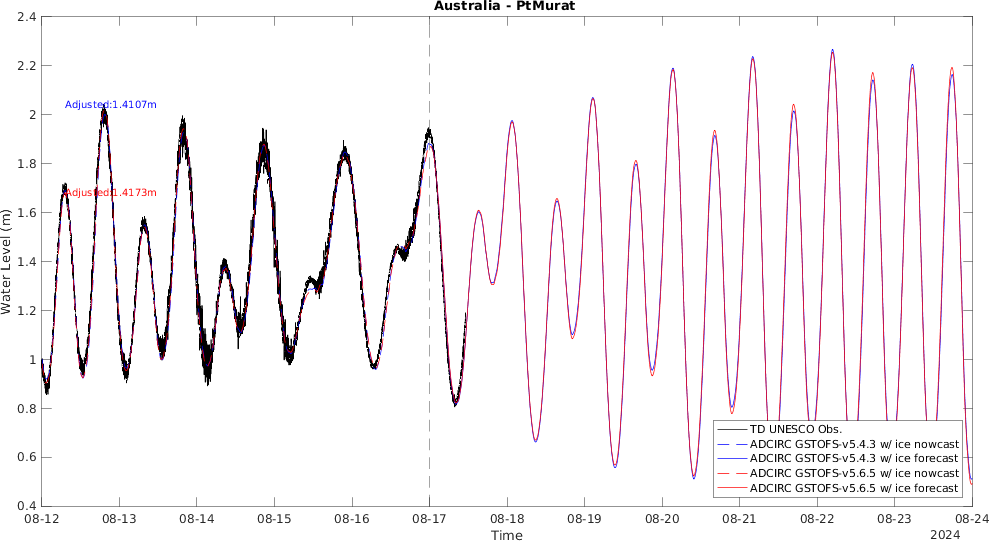 Australia - PtMurat
2.4
2.2
2
1.8
1.6
1.4
1.2
1
0.8
0.6
0.4
Water Level (m)
Adjusted:1.4107m
Adjusted:1.4173m
TD UNESCO Obs.
ADCIRC GSTOFS-v5.4.3 w/ ice nowcast
ADCIRC GSTOFS-v5.4.3 w/ ice forecast
ADCIRC GSTOFS-v5.6.5 w/ ice nowcast
ADCIRC GSTOFS-v5.6.5 w/ ice forecast
08-12 08-13 08-14 08-15 08-16 08-17 08-18 08-19 08-20 08-21 08-22 08-23 08-24
Time
2024